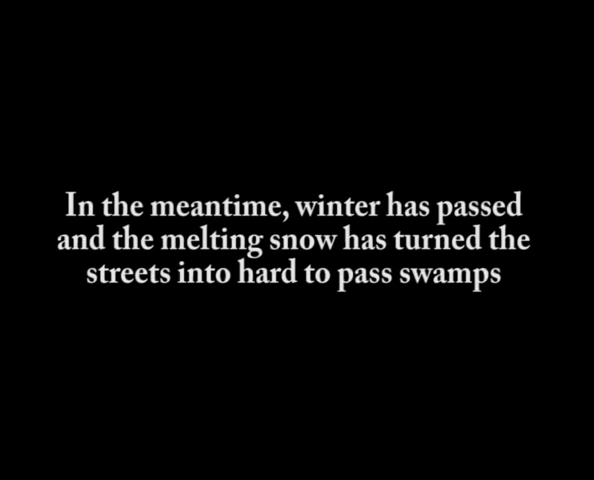 In the meantime, winter has passed
and the melting snow has turned the
streets into hard to pass swamps